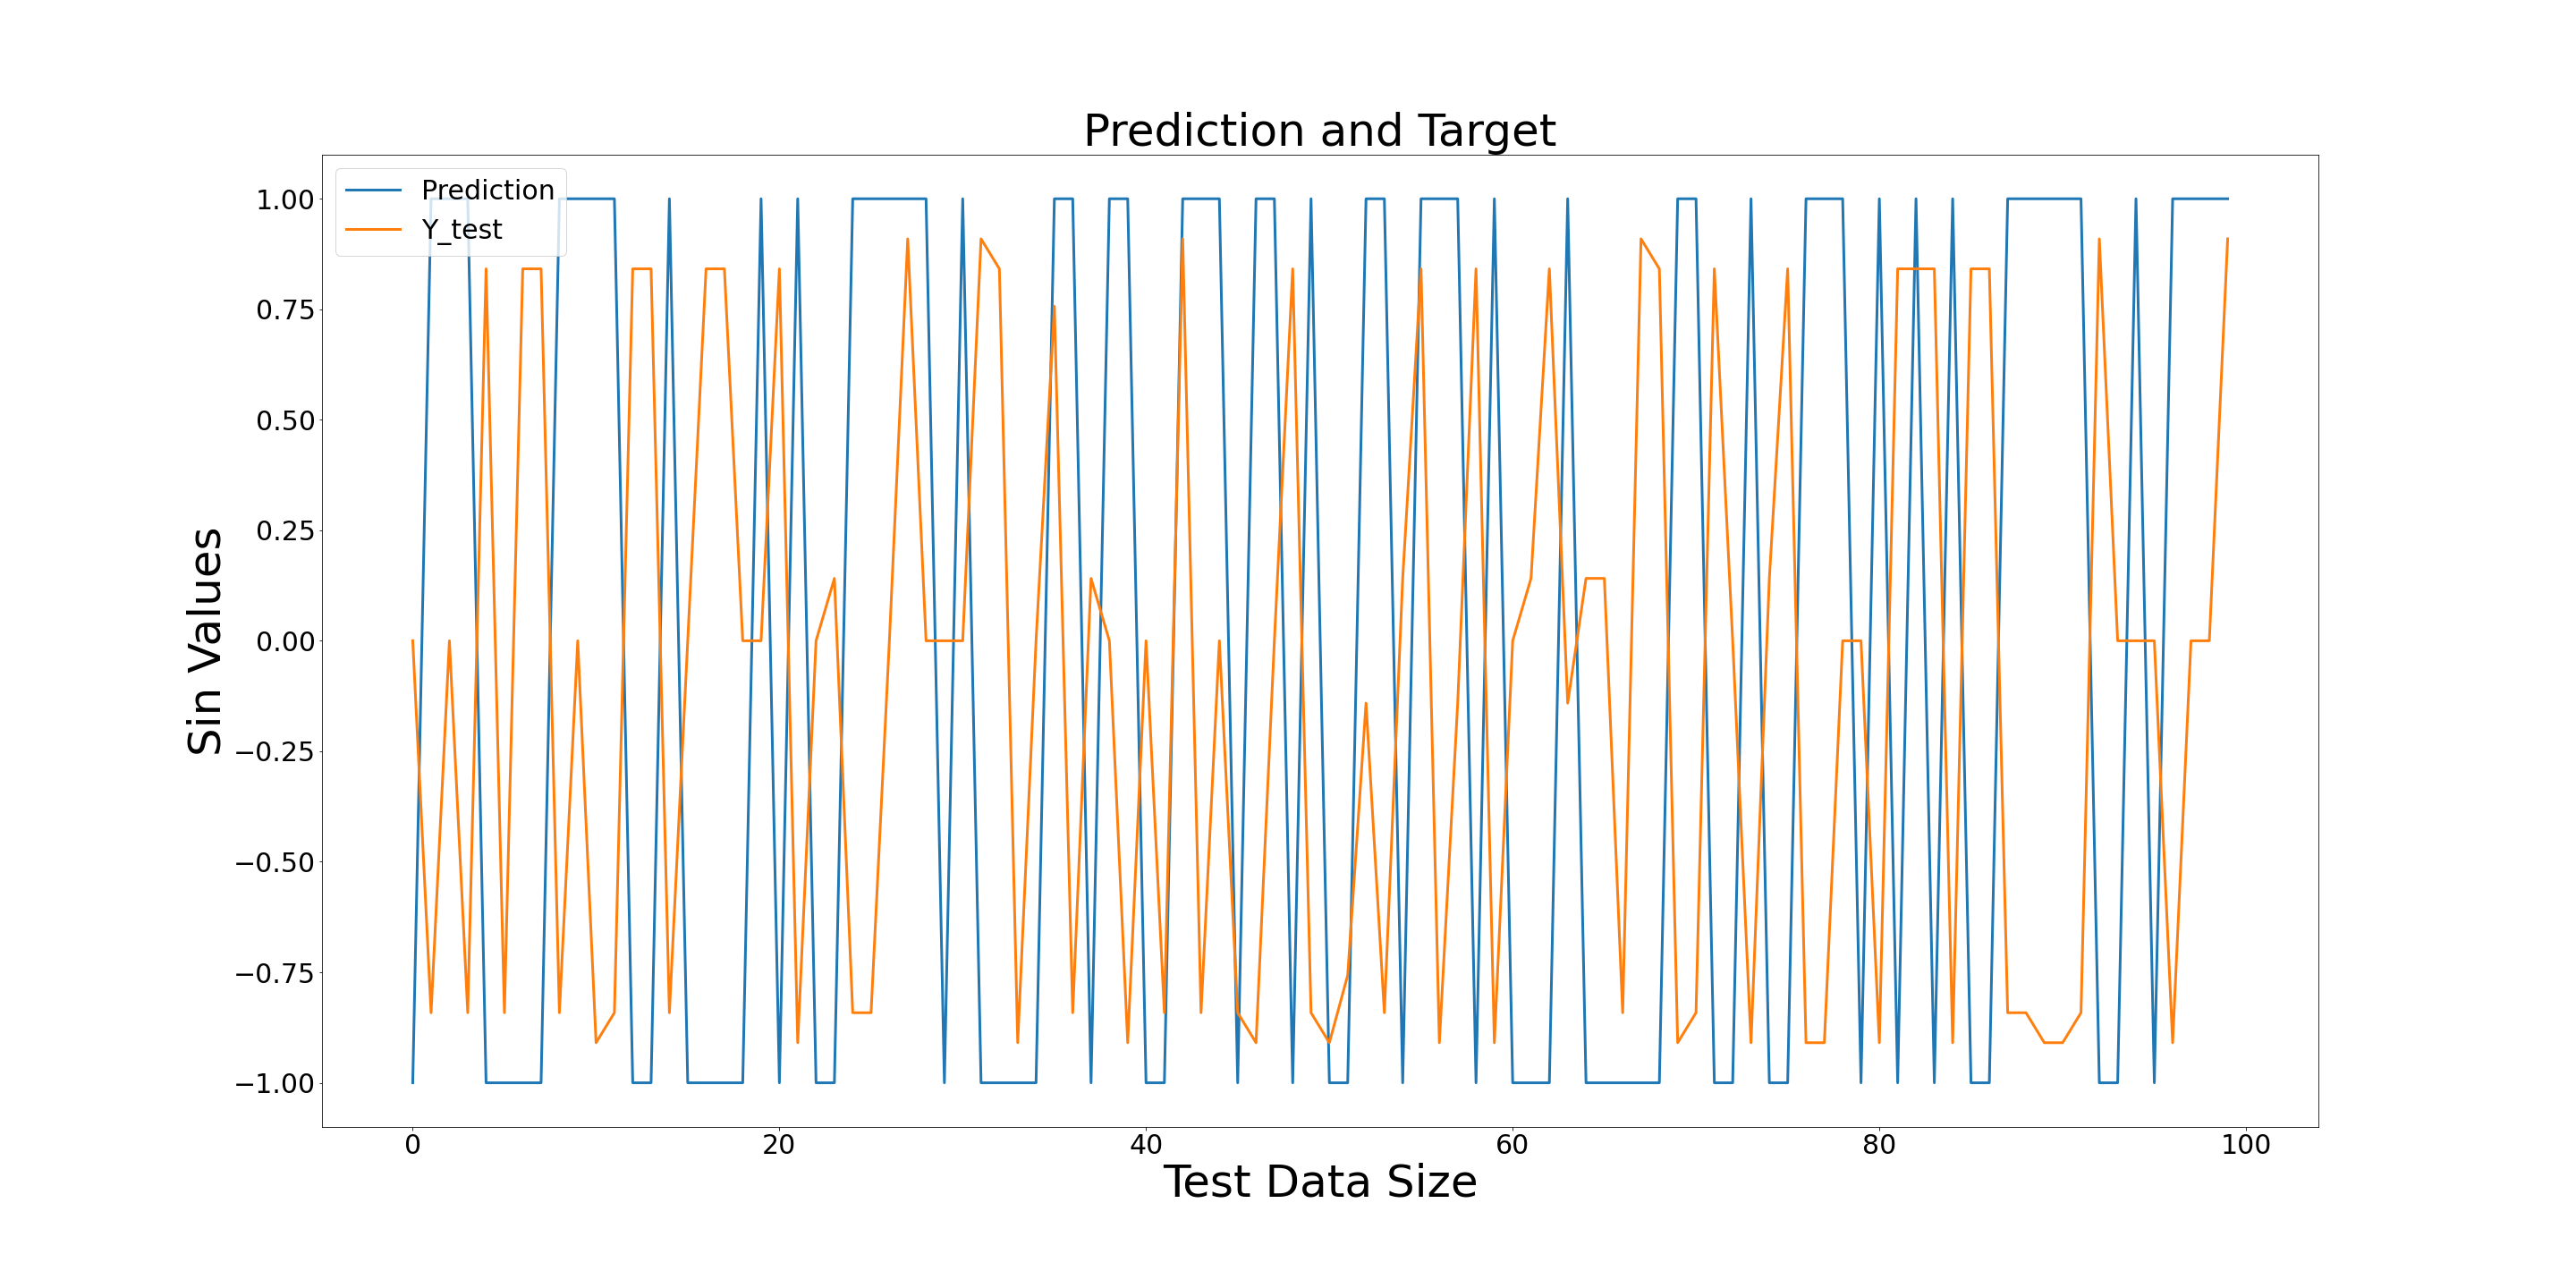 Prediction and Target
Prediction
Y_test
1.00
0.75
0.50
0.25
0.00
−0.25
−0.50
−0.75
−1.00
Sin Values
0 20 40 60 80 100
Test Data Size